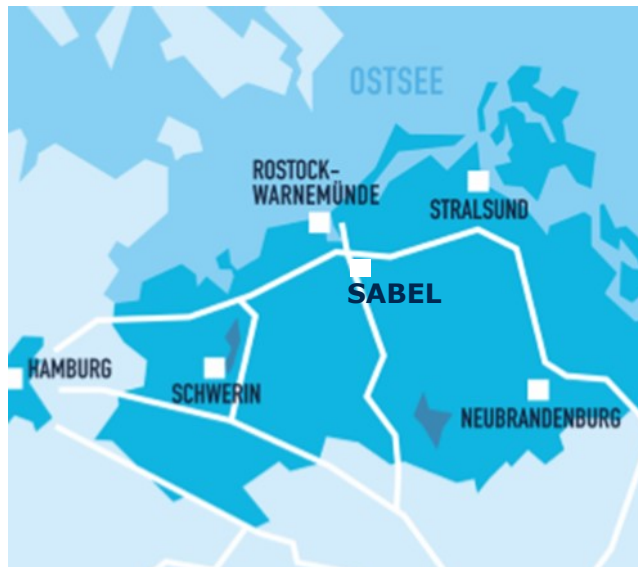 OSTSEE
ROSTOCK-
WARNEMÜNDE
STRALSUND
SABEL
HAMBURG
SCHWERIN
NEUBRANDENBURG